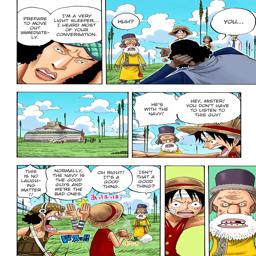 YOU...
HUH?
I'M A VERY
LIGHT
SLEEPER...
I HEARD
MOST OF
YOUR
CONVERSATION.
PREPARE
TO MOVE
OUT
IMMEDIATE-
LY.
HEY, MISTER!
YOU DON'T
HAVE TO
LISTEN TO
THIS GUY!
HE'S
WITH THE
NAVY!
ISN'T
THAT A
GOOD
THING.
OH RIGHT!
IT'S A
GOOD
THING.
NORMALLY,
THE NAVY IS
THE GOOD
GUYS AND
WE'RE THE
BAD ONES.
THIS IS
NO
LAUGH-
ING
MATTER
!!